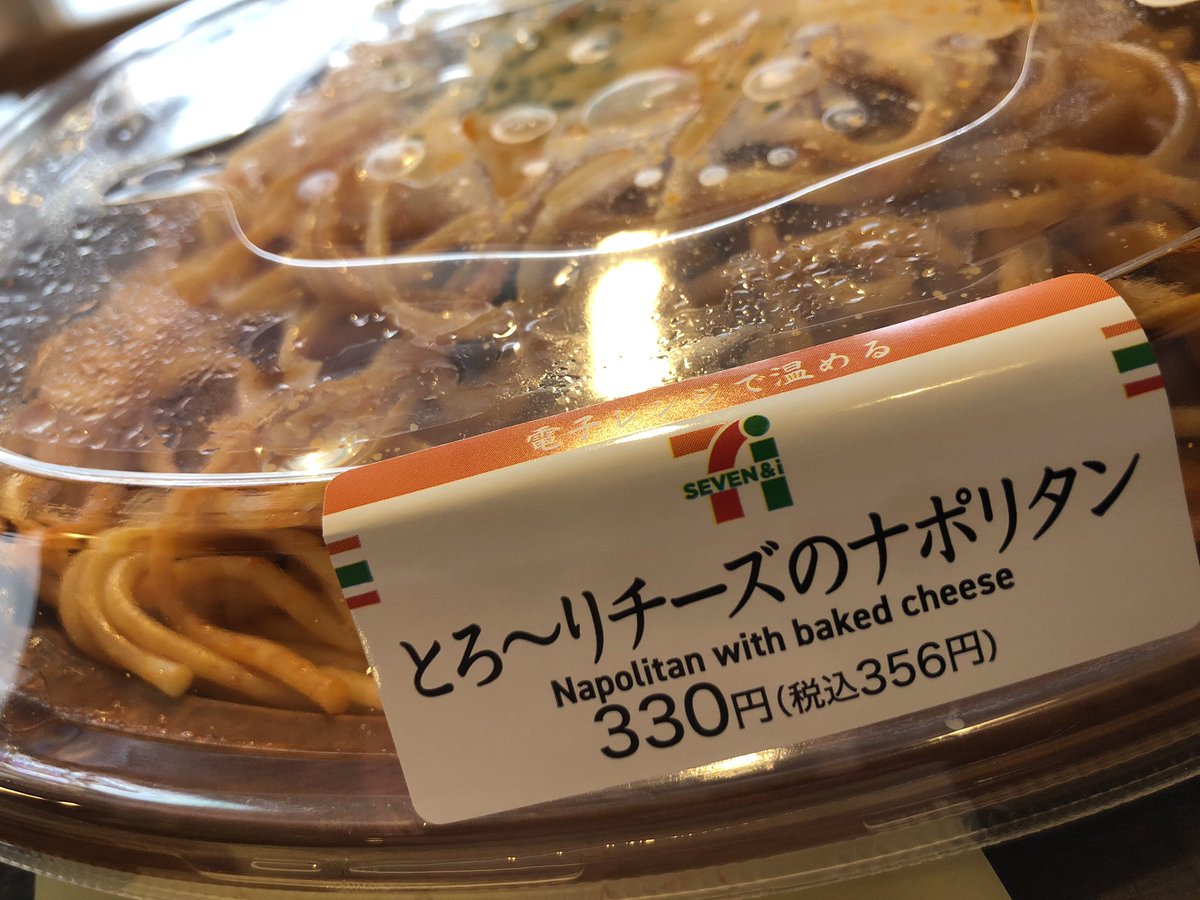 電子レンジで温める
SEVEN&i
とろ〜りチーズのナポリタン
Napolitan with baked cheese
330円(税込356円)